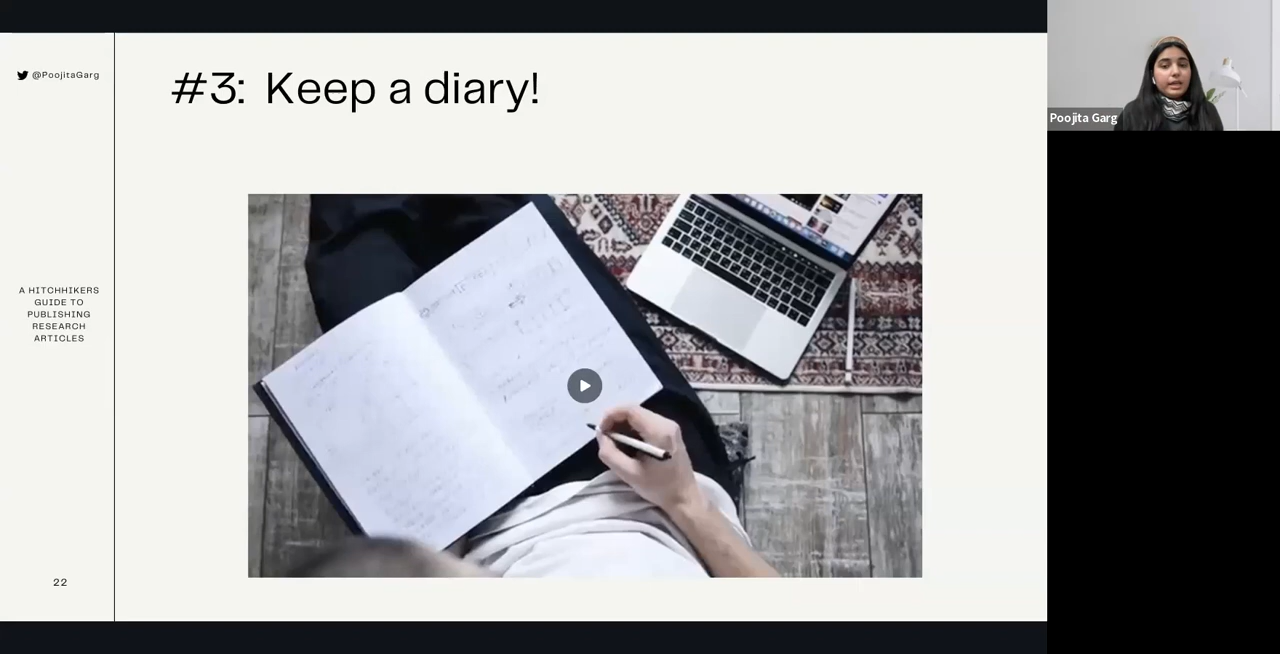 @PoojitaGarg
#3: Keep a diary!
Poojita Garg
A HITCHHIKERS
GUIDE TO
PUBLISHING
RESEARCH
ARTICLES
22